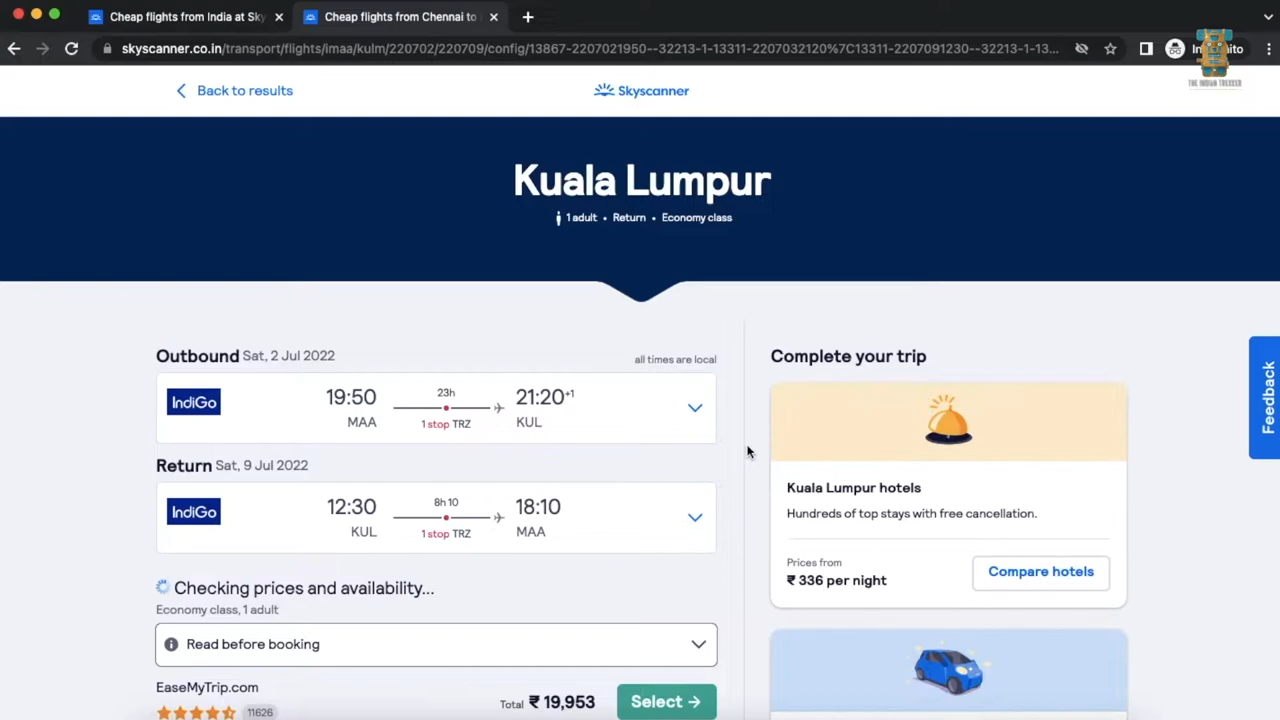 Cheap flights from India at Sky
Cheap flights from Chennai to
skyscanner.co.in/transport/flights/imaa/kulm/220702/220709/config/13867-2207021950--32213-1-13311-2207032120%7C13311-2207091230--32213-1-13...
THE INDIAN TREKKER
Back to results
Skyscanner
Kuala Lumpur
1 adult • Return • Economy class
Outbound Sat, 2 Jul 2022
all times are local
IndiGo
19:50
MAA
23h
1 stop TRZ
21:20+1
KUL
Return Sat, 9 Jul 2022
IndiGo
12:30
KUL
8h 10
1 stop TRZ
18:10
MAA
Checking prices and availability...
Economy class, 1 adult
Read before booking
EaseMyTrip.com
11626
Total ₹ 19,953
Select →
Complete your trip
Kuala Lumpur hotels
Hundreds of top stays with free cancellation.
Prices from
₹ 336 per night
Compare hotels
Feedback